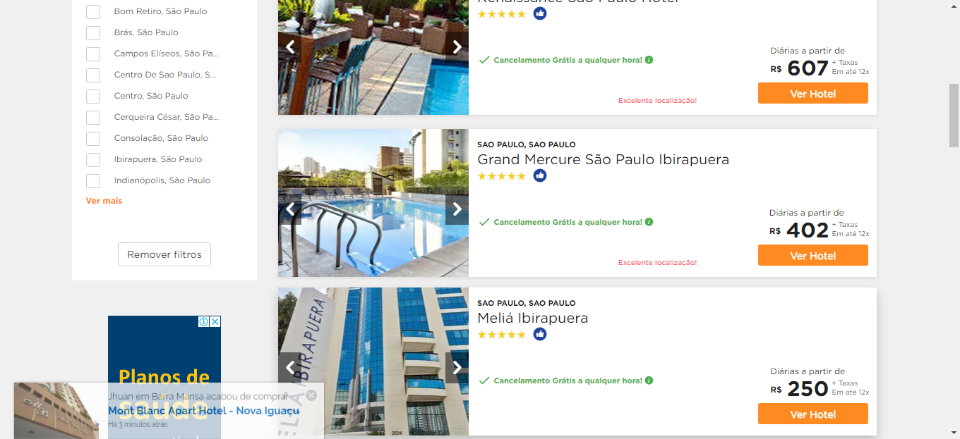 Bom Retiro, São Paulo
Brás, São Paulo
Campos Elíseos, São Pa...
Centro De Sao Paulo, S...
Centro, São Paulo
Cerqueira César, São Pa...
Consolação, São Paulo
Ibirapuera, São Paulo
Indianópolis, São Paulo
Ver mais
Remover filtros
Planos de
saúde
Jhuan em Barra Mansa acabou de comprar!
Mont Blanc Apart Hotel - Nova Iguaçu
Há 3 minutos atrás
Renaissance São Paulo Hotel
Cancelamento Grátis a qualquer hora!
Excelente localização!
Diárias a partir de
R$ 607 + Taxas
Em até 12x
Ver Hotel
SAO PAULO, SAO PAULO
Grand Mercure São Paulo Ibirapuera
Cancelamento Grátis a qualquer hora!
Excelente localização!
Diárias a partir de
R$ 402 + Taxas
Em até 12x
Ver Hotel
IBIRAPUERA
SAO PAULO, SAO PAULO
Meliá Ibirapuera
Cancelamento Grátis a qualquer hora!
Diárias a partir de
R$ 250 + Taxas
Em até 12x
Ver Hotel